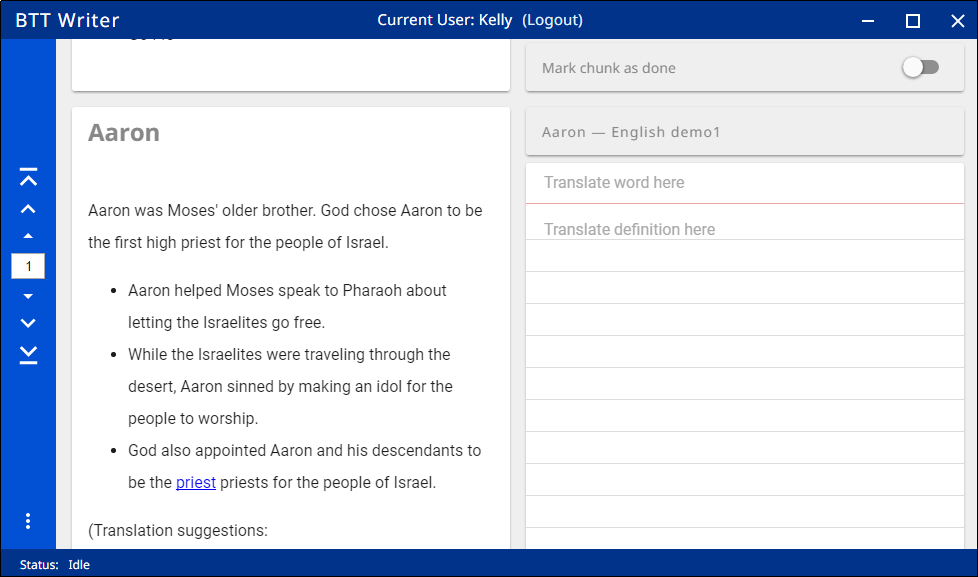 BTT Writer
Current User: Kelly (Logout)
Mark chunk as done
Aaron
Aaron — English demo1
Translate word here
Translate definition here
Aaron was Moses' older brother. God chose Aaron to be
the first high priest for the people of Israel.
Aaron helped Moses speak to Pharaoh about
letting the Israelites go free.
While the Israelites were traveling through the
desert, Aaron sinned by making an idol for the
people to worship.
God also appointed Aaron and his descendants to
be the priest priests for the people of Israel.
(Translation suggestions:
1
Status: Idle